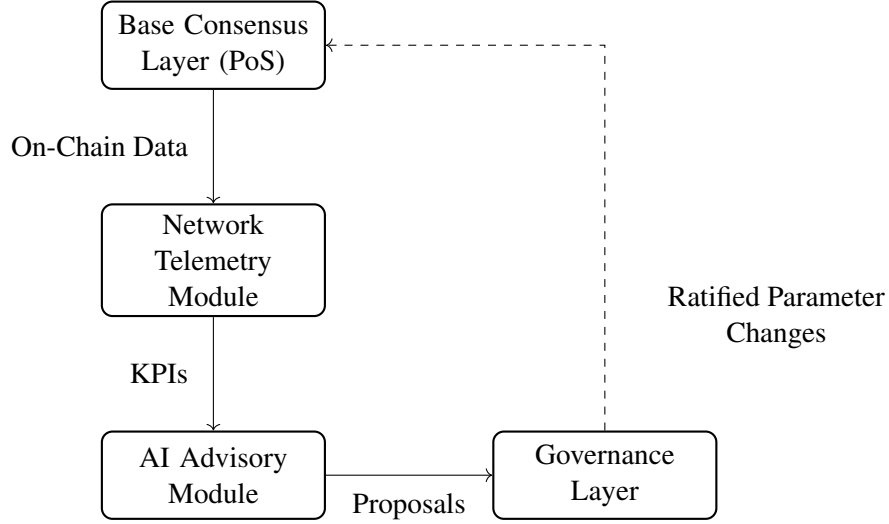 Base Consensus
Layer (PoS)
On-Chain Data
Network
Telemetry
Module
Ratified Parameter
Changes
KPIs
AI Advisory
Module
Proposals
Governance
Layer